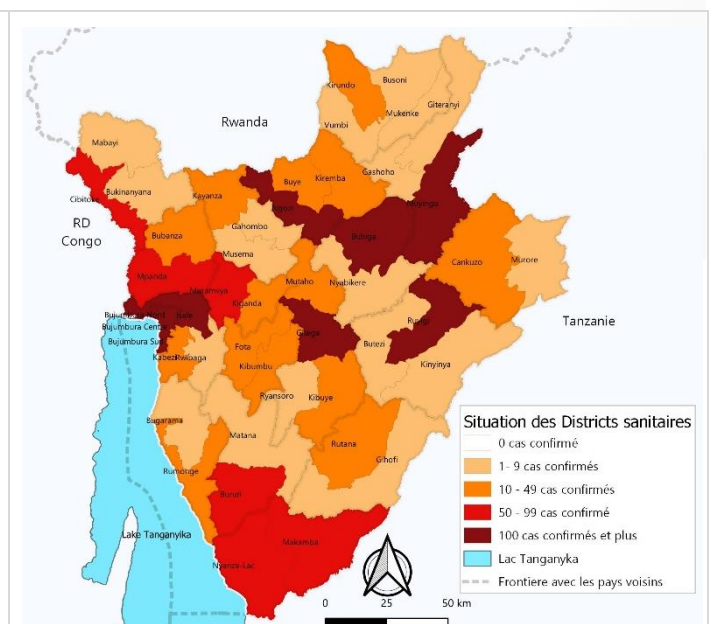 Kirundo
Busoni
Giteranyi
Mukenke
Vumbi
Rwanda
Mabayi
Gashoho
Buye
Kiremba
Bukinanyana
Cibitoke
Kayanza
Ngozi
Muyinga
RD
Congo
Gahombo
Bubanza
Buhiga
Musema
Cankuzo
Murore
Mpanda
Muramvya
Mutaho
Nyabikere
Kiganda
Bujumbura Nord
Isare
Bujumbura Centre
Gitega
Ruyigi
Tanzanie
Bujumbura Sud
Fota
Butezi
Kabezi
Rwibaga
Kibumbu
Kinyinya
Ryansoro
Kibuye
Bugarama
Matana
Rutana
Gihofi
Rumonge
Bururi
Lake Tanganyika
Makamba
Nyanza-Lac
Situation des Districts sanitaires
0 cas confirmé
1- 9 cas confirmés
10 - 49 cas confirmés
50 - 99 cas confirmé
100 cas confirmés et plus
Lac Tanganyka
Frontiere avec les pays voisins
0 25 50 km